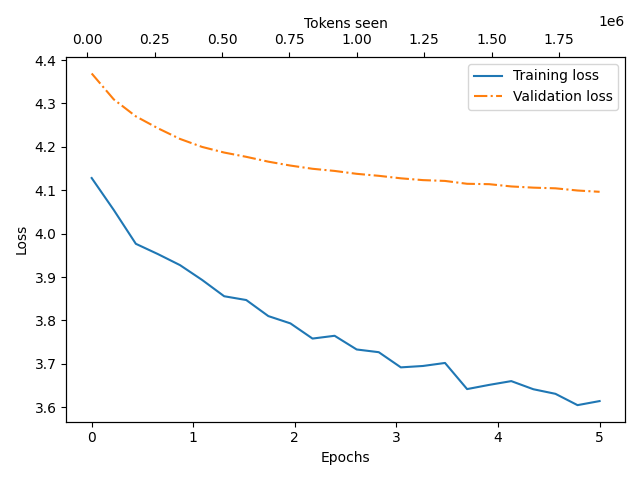 Tokens seen
0.00 0.25 0.50 0.75 1.00 1.25 1.50 1.75 1e6
4.4
4.3
4.2
4.1
4.0
3.9
3.8
3.7
3.6
Loss
Training loss
Validation loss
0 1 2 3 4 5
Epochs